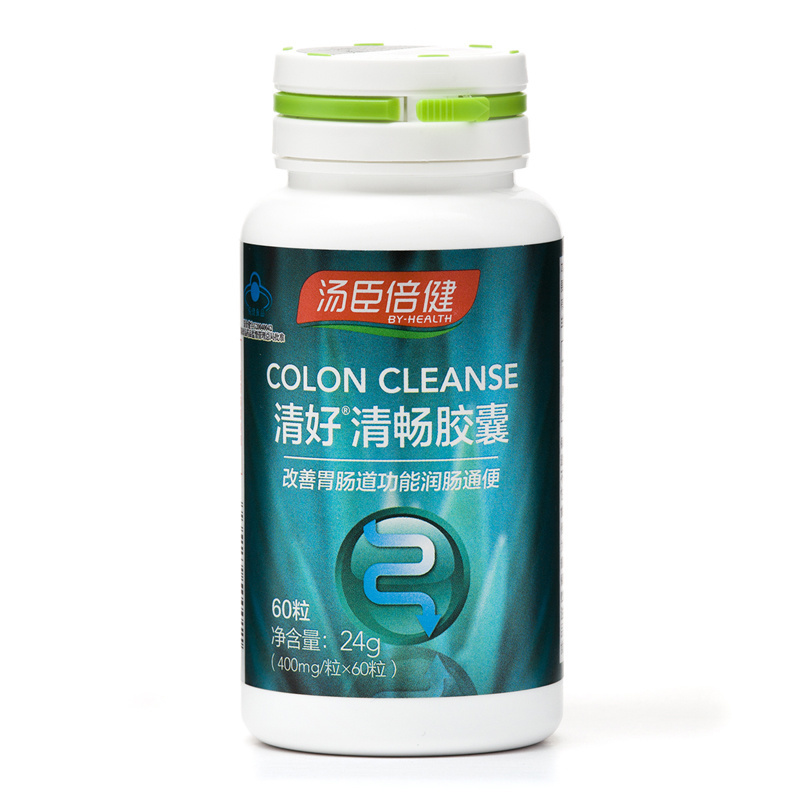 汤臣倍健
BY-HEALTH
COLON CLEANSE
清好®清畅胶囊
改善胃肠道功能润肠通便
60粒
净含量：24g
（400mg/粒×60粒）